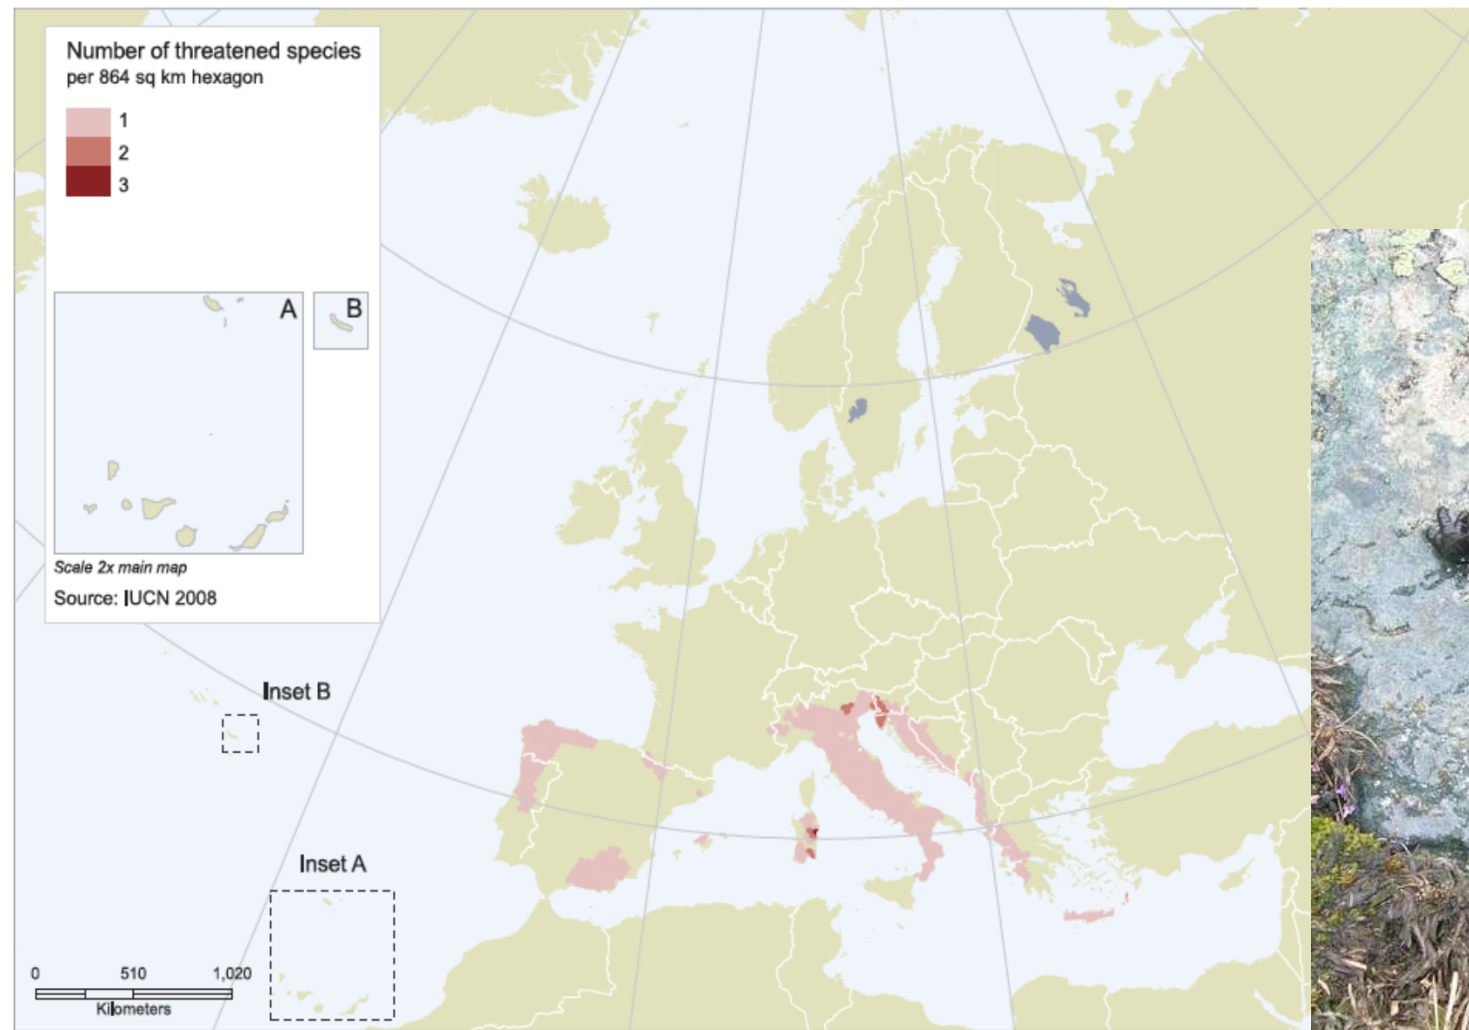 Number of threatened species
per 864 sq km hexagon
1
2
3
A
B
Scale 2x main map
Source: IUCN 2008
Inset B
Inset A
0 510 1,020
Kilometers